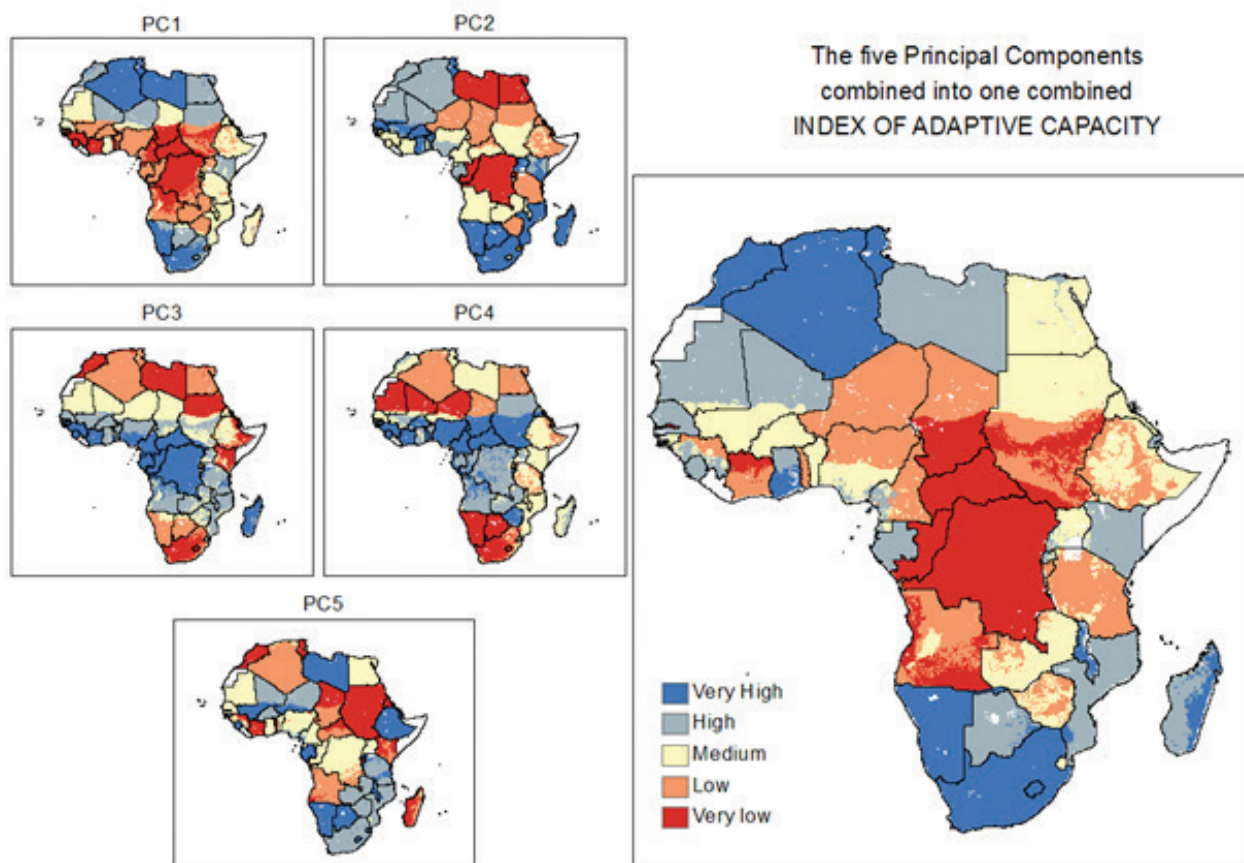 PC1
PC2
The five Principal Components
combined into one combined
INDEX OF ADAPTIVE CAPACITY
PC3
PC4
PC5
Very High
High
Medium
Low
Very low